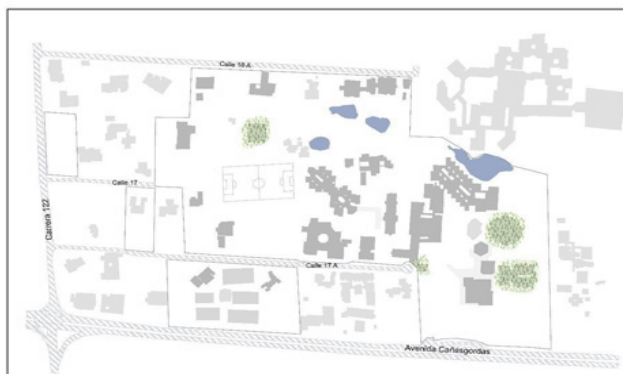 Calle 18 A
Calle 17
Carrera 122
Calle 17 A
Avenida Cañasgordas